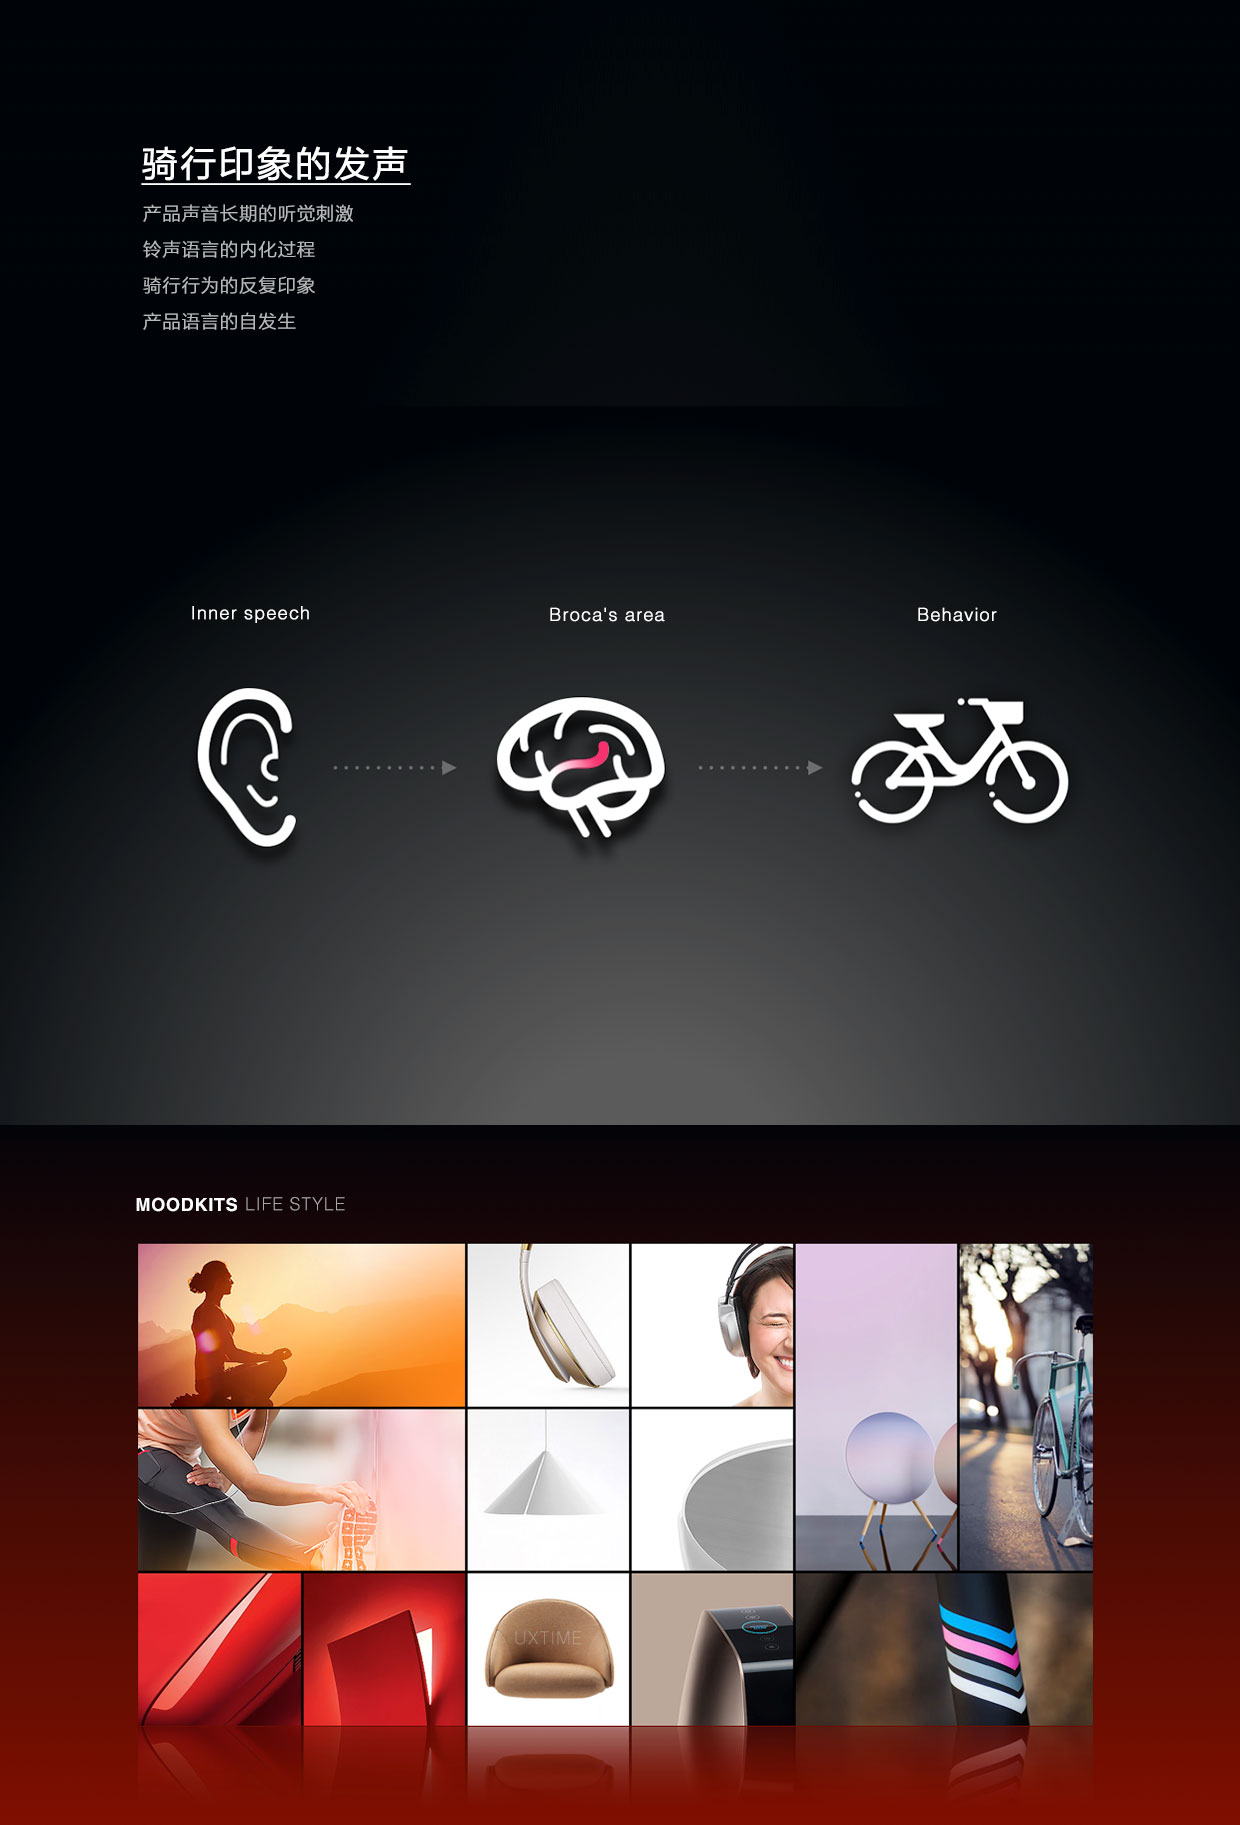 骑行印象的发声
产品声音长期的听觉刺激
铃声语言的内化过程
骑行行为的反复印象
产品语言的自发生
Inner speech
Broca's area
Behavior
MOODKITS LIFE STYLE
UXTIME